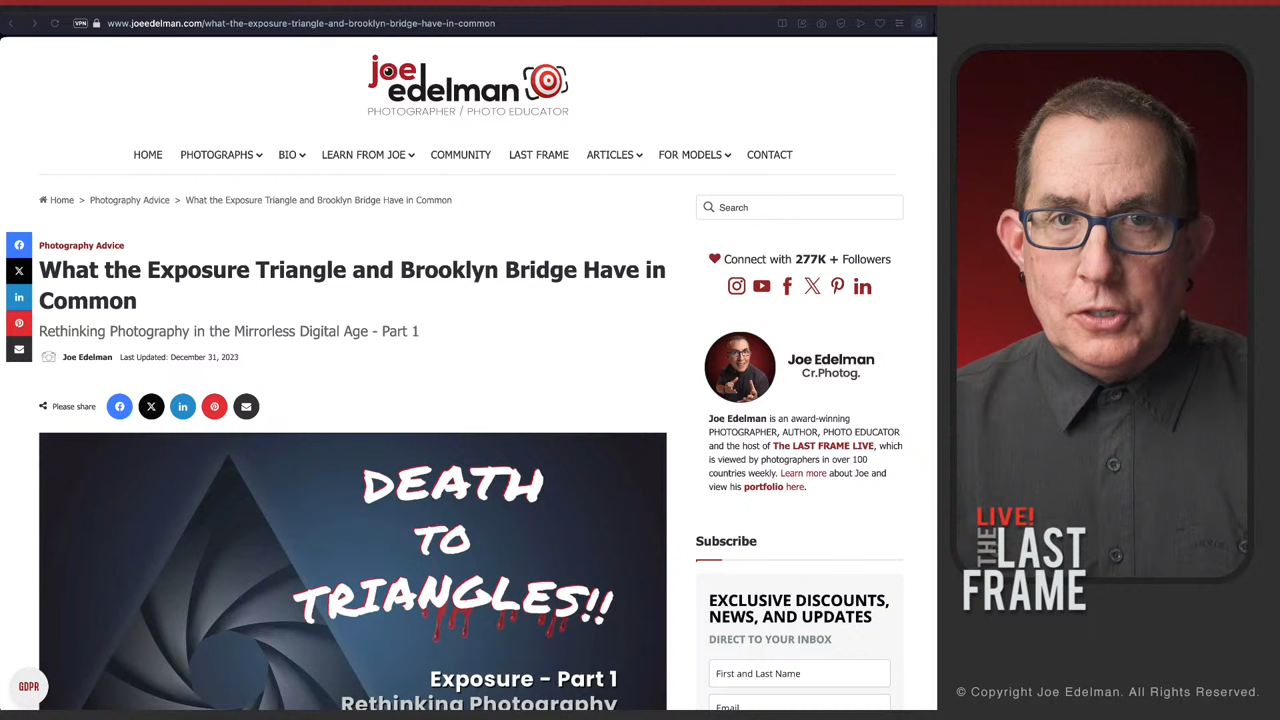 VPN
www.joeedelman.com/what-the-exposure-triangle-and-brooklyn-bridge-have-in-common
joe
edelman
PHOTOGRAPHER / PHOTO EDUCATOR
HOME PHOTOGRAPHS BIO LEARN FROM JOE COMMUNITY LAST FRAME ARTICLES FOR MODELS CONTACT
Home > Photography Advice > What the Exposure Triangle and Brooklyn Bridge Have in Common
Photography Advice
What the Exposure Triangle and Brooklyn Bridge Have in
Common
Rethinking Photography in the Mirrorless Digital Age - Part 1
Joe Edelman Last Updated: December 31, 2023
Please share
DEATH
TO
TRIANGLES!!
Exposure - Part 1
Rethinking Photography
GDPR
Search
Connect with 277K + Followers
Joe Edelman
Cr.Photog.
Joe Edelman is an award-winning
PHOTOGRAPHER, AUTHOR, PHOTO EDUCATOR
and the host of The LAST FRAME LIVE, which
is viewed by photographers in over 100
countries weekly. Learn more about Joe and
view his portfolio here.
Subscribe
EXCLUSIVE DISCOUNTS,
NEWS, AND UPDATES
DIRECT TO YOUR INBOX
First and Last Name
Email
LIVE!
THE LAST
FRAME
© Copyright Joe Edelman. All Rights Reserved.